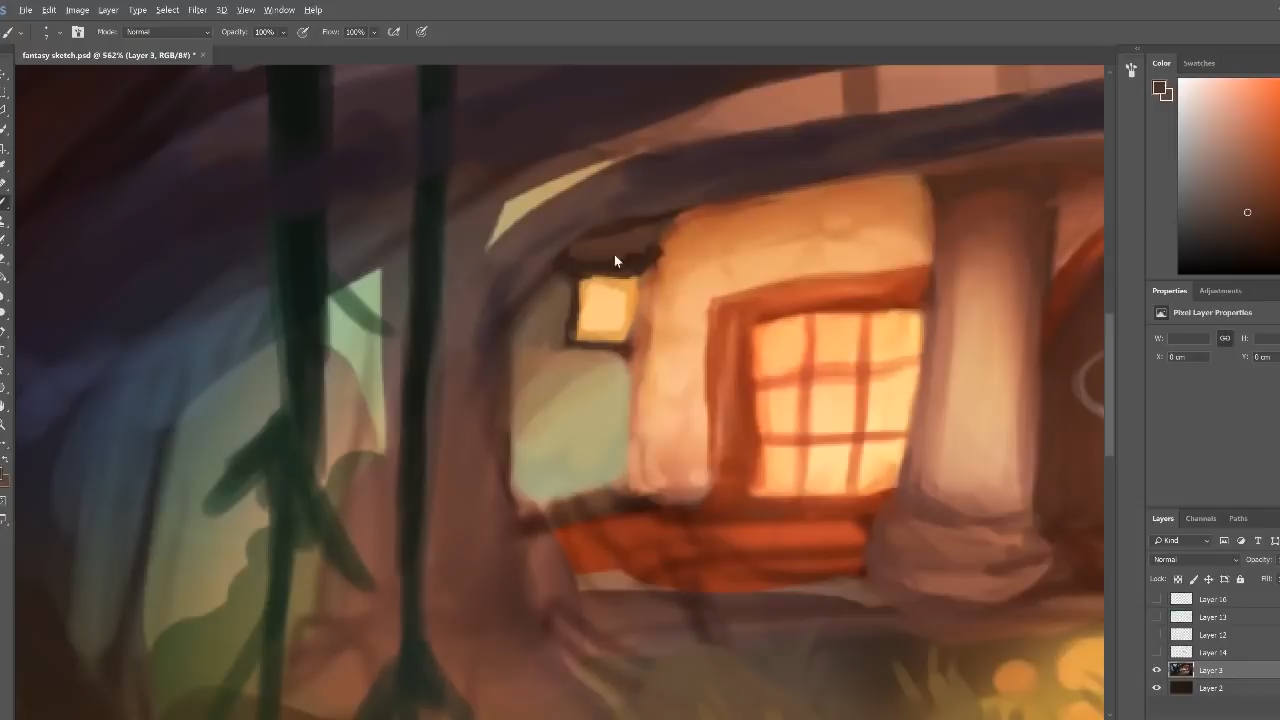 File Edit Image Layer Type Select Filter 3D View Window Help
Mode: Normal Opacity: 100% Flow: 100%
fantasy sketch.psd @ 562% (Layer 3, RGB/8#) * ×
Color Swatches
Properties Adjustments
Pixel Layer Properties
W: H:
X: 0 cm Y: 0 cm
Layers Channels Paths
Kind
Normal Opacity:
Lock: Fill:
Layer 16
Layer 13
Layer 12
Layer 14
Layer 3
Layer 2